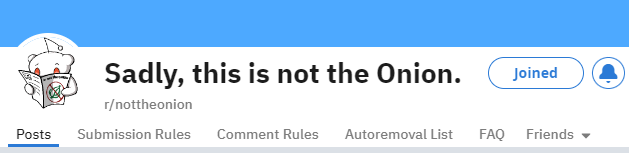 Sadly, this is not the Onion.
Joined
r/nottheonion
Posts
Submission Rules
Comment Rules
Autoremoval List
FAQ
Friends